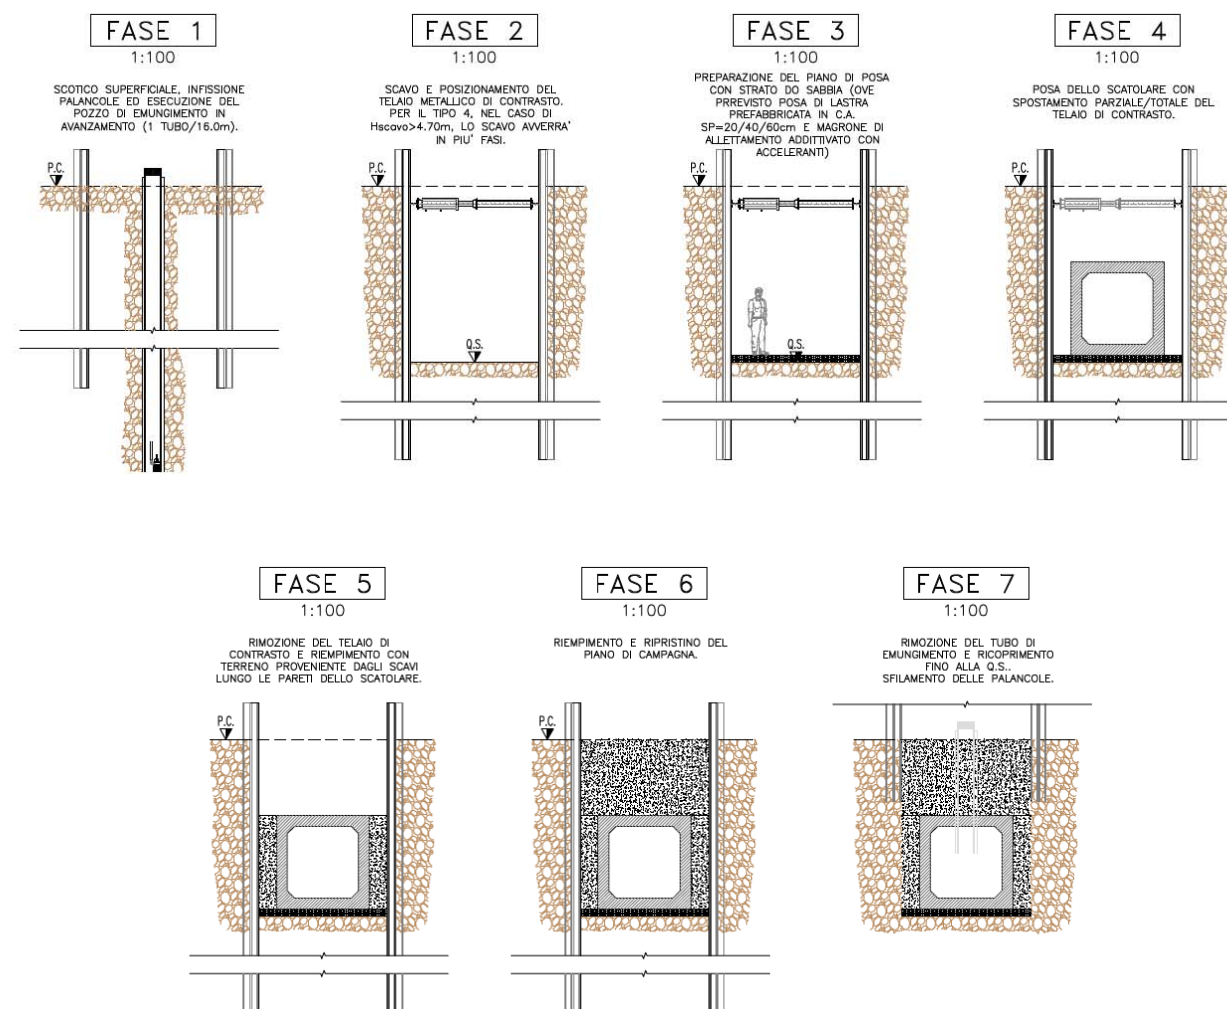 FASE 1
1:100
SCOTICO SUPERFICIALE, INFISSIONE
PALANCOLE ED ESECUZIONE DEL
POZZO DI EMUNGIMENTO IN
AVANZAMENTO (1 TUBO/16.0m).
P.C.
FASE 2
1:100
SCAVO E POSIZIONAMENTO DEL
TELAIO METALLICO DI CONTRASTO.
PER IL TIPO 4, NEL CASO DI
Hscavo>4.70m, LO SCAVO AVVERRA'
IN PIU' FASI.
P.C.
Q.S.
FASE 3
1:100
PREPARAZIONE DEL PIANO DI POSA
CON STRATO DO SABBIA (OVE
PRREVISTO POSA DI LASTRA
PREFABBRICATA IN C.A.
SP=20/40/60cm E MAGRONE DI
ALLETTAMENTO ADDITTIVATO CON
ACCELERANTI)
P.C.
Q.S.
FASE 4
1:100
POSA DELLO SCATOLARE CON
SPOSTAMENTO PARZIALE/TOTALE DEL
TELAIO DI CONTRASTO.
P.C.
FASE 5
1:100
RIMOZIONE DEL TELAIO DI
CONTRASTO E RIEMPIMENTO CON
TERRENO PROVENIENTE DAGLI SCAVI
LUNGO LE PARETI DELLO SCATOLARE.
P.C.
FASE 6
1:100
RIEMPIMENTO E RIPRISTINO DEL
PIANO DI CAMPAGNA.
P.C.
FASE 7
1:100
RIMOZIONE DEL TUBO DI
EMUNGIMENTO E RICOPRIMENTO
FINO ALLA Q.S..
SFILAMENTO DELLE PALANCOLE.